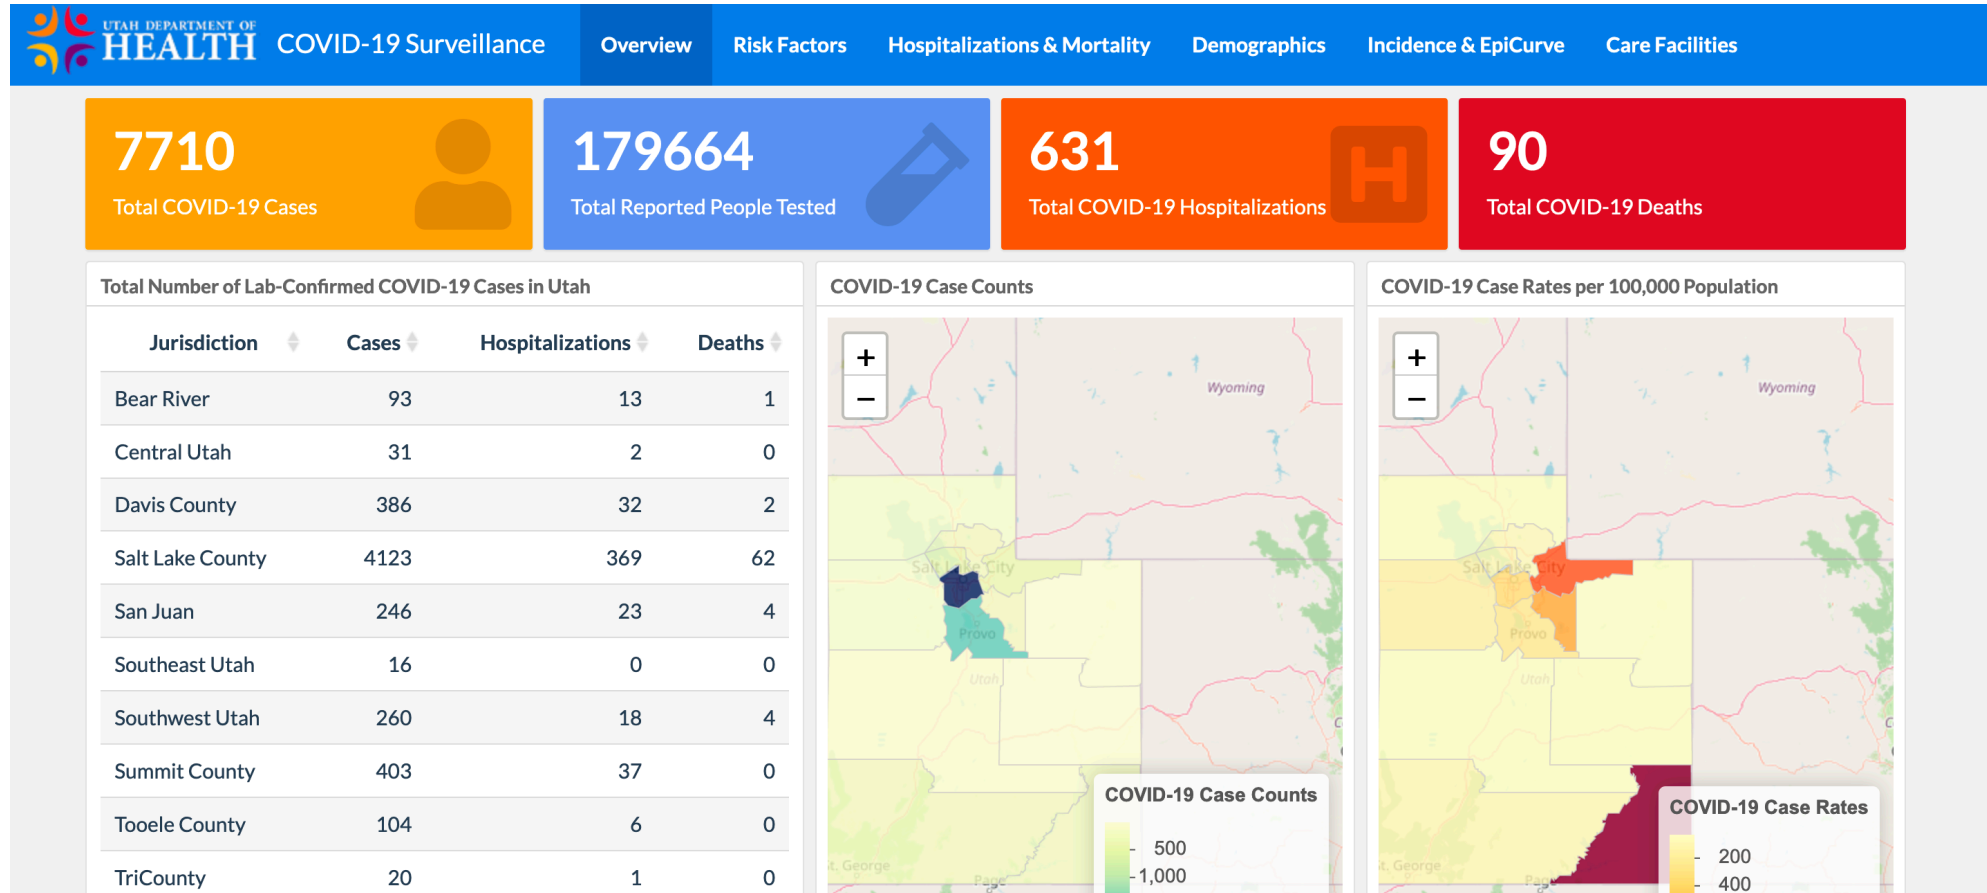 UTAH DEPARTMENT OF
HEALTH
COVID-19 Surveillance
Overview
Risk Factors
Hospitalizations & Mortality
Demographics
Incidence & EpiCurve
Care Facilities
7710
Total COVID-19 Cases
179664
Total Reported People Tested
631
Total COVID-19 Hospitalizations
H
90
Total COVID-19 Deaths
Total Number of Lab-Confirmed COVID-19 Cases in Utah
Jurisdiction Cases Hospitalizations Deaths
Bear River 93 13 1
Central Utah 31 2 0
Davis County 386 32 2
Salt Lake County 4123 369 62
San Juan 246 23 4
Southeast Utah 16 0 0
Southwest Utah 260 18 4
Summit County 403 37 0
Tooele County 104 6 0
TriCounty 20 1 0
COVID-19 Case Counts
+
−
Wyoming
Salt Lake City
Provo
Utah
St. George
Page
COVID-19 Case Counts
500
1,000
COVID-19 Case Rates per 100,000 Population
+
−
Wyoming
Salt Lake City
Provo
Utah
St. George
Page
COVID-19 Case Rates
200
400